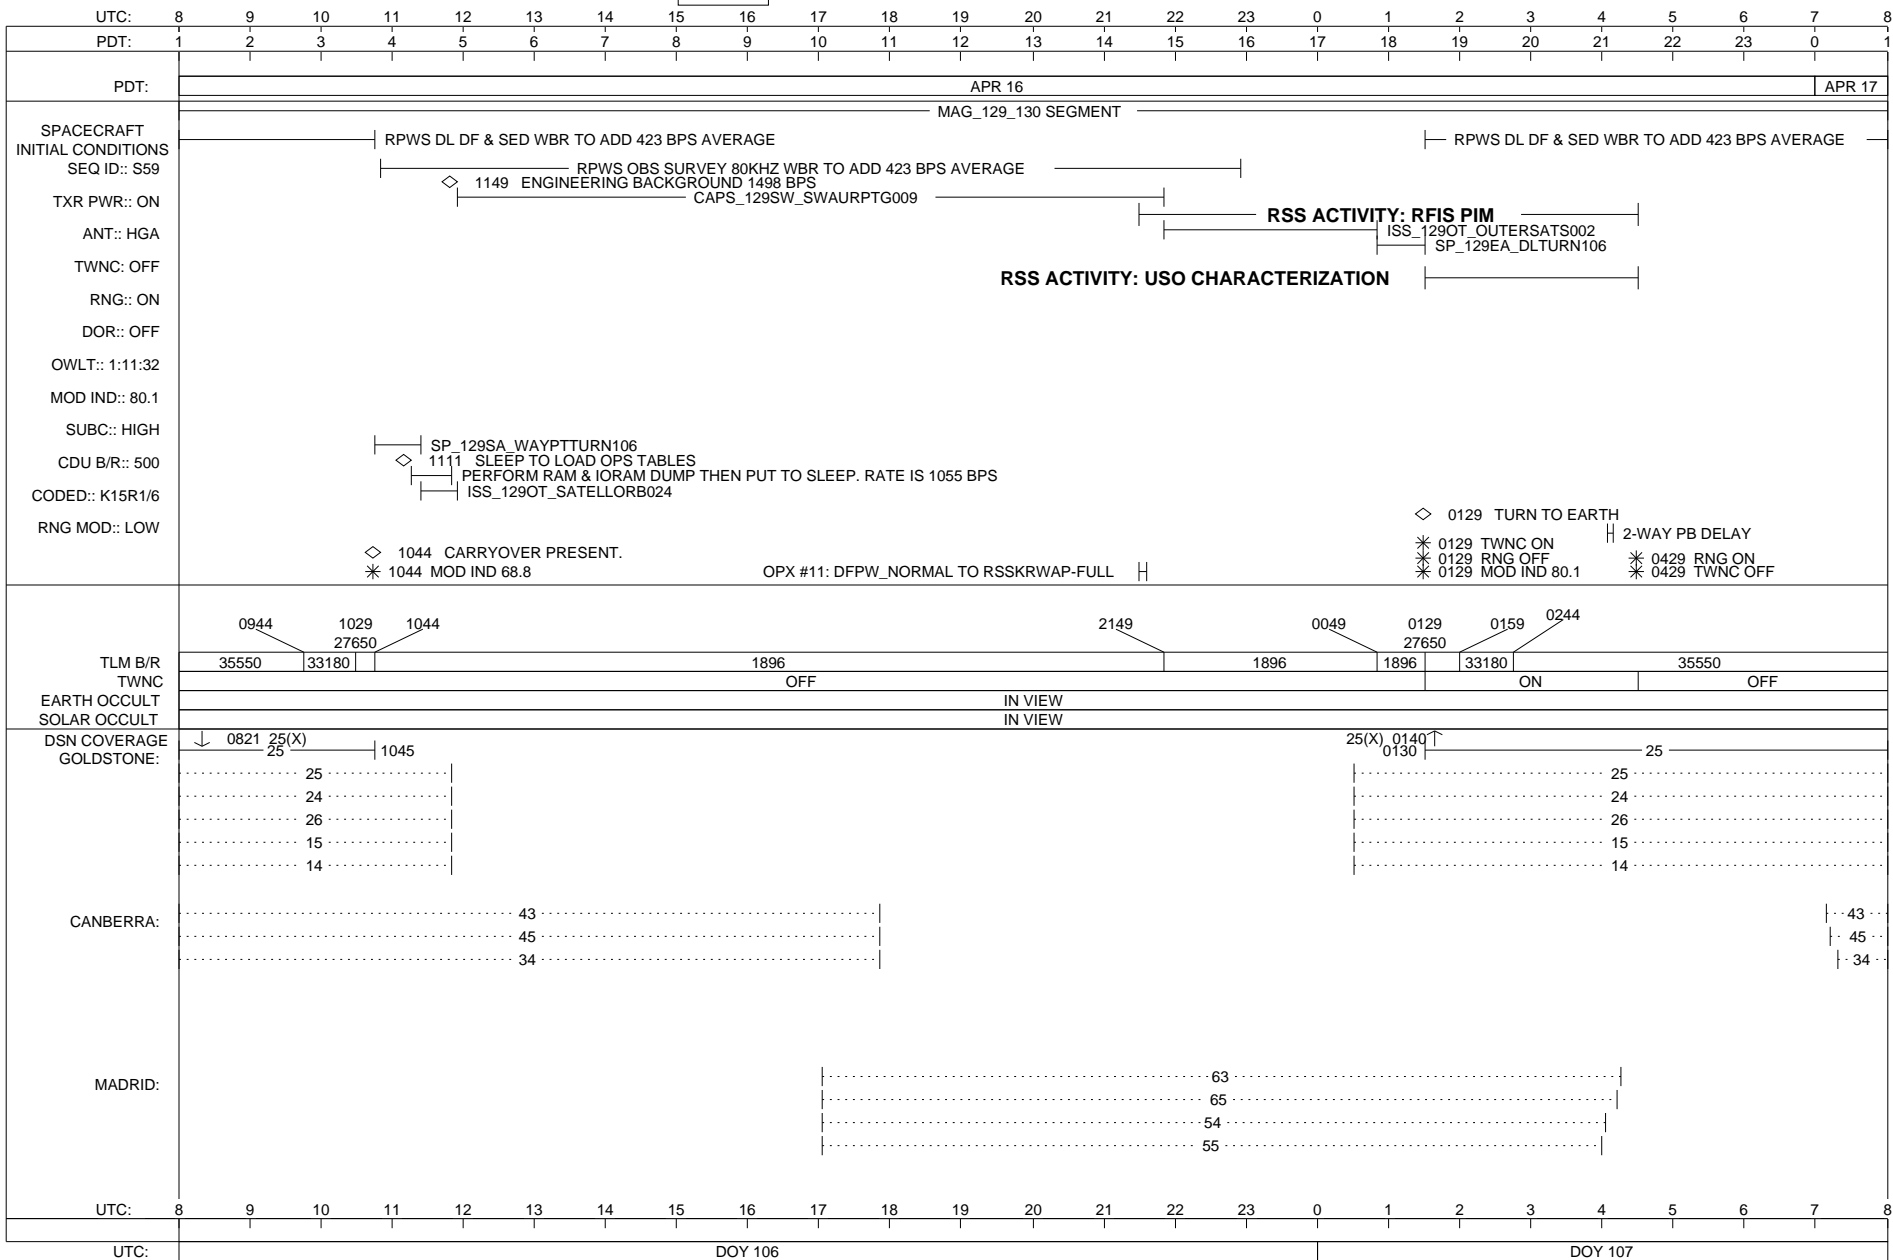 UTC: 8 9 10 11 12 13 14 15 16 17 18 19 20 21 22 23 0 1 2 3 4 5 6 7 8
PDT: 1 2 3 4 5 6 7 8 9 10 11 12 13 14 15 16 17 18 19 20 21 22 23 0 1
PDT: APR 16 APR 17
MAG_129_130 SEGMENT
SPACECRAFT
INITIAL CONDITIONS
RPWS DL DF & SED WBR TO ADD 423 BPS AVERAGE RPWS DL DF & SED WBR TO ADD 423 BPS AVERAGE
SEQ ID:: S59 RPWS OBS SURVEY 80KHZ WBR TO ADD 423 BPS AVERAGE
1149 ENGINEERING BACKGROUND 1498 BPS
TXR PWR:: ON CAPS_129SW_SWAURPTG009
RSS ACTIVITY: RFIS PIM
ANT:: HGA ISS_129OT_OUTERSATS002
SP_129EA_DLTURN106
TWNC: OFF
RSS ACTIVITY: USO CHARACTERIZATION
RNG:: ON
DOR:: OFF
OWLT:: 1:11:32
MOD IND:: 80.1
SUBC:: HIGH
SP_129SA_WAYPTTURN106
CDU B/R:: 500 1111 SLEEP TO LOAD OPS TABLES
PERFORM RAM & IORAM DUMP THEN PUT TO SLEEP. RATE IS 1055 BPS
CODED:: K15R1/6 ISS_129OT_SATELLORB024
0129 TURN TO EARTH
RNG MOD:: LOW 2-WAY PB DELAY
0129 TWNC ON
1044 CARRYOVER PRESENT. 0129 RNG OFF 0429 RNG ON
1044 MOD IND 68.8 OPX #11: DFPW_NORMAL TO RSSKRWAP-FULL 0129 MOD IND 80.1 0429 TWNC OFF
0944 1029 1044 2149 0049 0129 0159 0244
27650 27650
TLM B/R 35550 33180 1896 1896 1896 33180 35550
TWNC OFF ON OFF
EARTH OCCULT IN VIEW
SOLAR OCCULT IN VIEW
DSN COVERAGE 0821 25(X) 25(X) 0140
GOLDSTONE: 25 1045 0130 25
25 25
24 24
26 26
15 15
14 14
CANBERRA: 43 43
45 45
34 34
MADRID: 63
65
54
55
UTC: 8 9 10 11 12 13 14 15 16 17 18 19 20 21 22 23 0 1 2 3 4 5 6 7 8
UTC: DOY 106 DOY 107